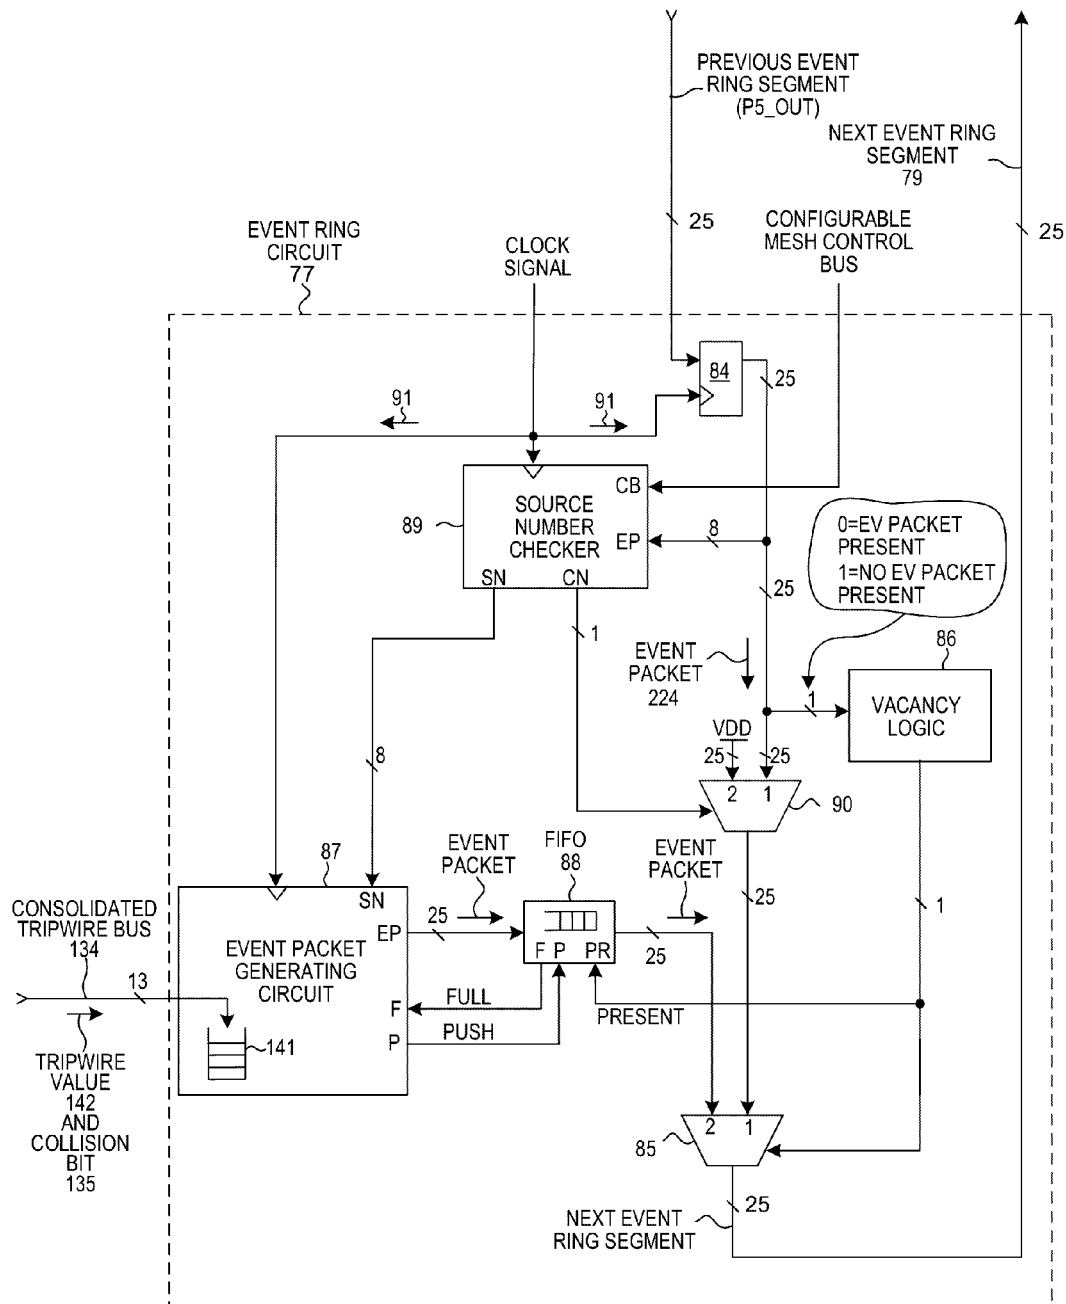 PREVIOUS EVENT
RING SEGMENT
(P5_OUT)
NEXT EVENT RING
SEGMENT
79
25
25
CONFIGURABLE
MESH CONTROL
BUS
EVENT RING
CIRCUIT
77
CLOCK
SIGNAL
84
25
91
91
CB
SOURCE
NUMBER
CHECKER
89
EP
8
SN
CN
25
0=EV PACKET
PRESENT
1=NO EV PACKET
PRESENT
1
EVENT
PACKET
224
86
1
VACANCY
LOGIC
VDD
25
25
8
2
1
90
87
SN
EVENT
PACKET
FIFO
88
EVENT
PACKET
25
1
CONSOLIDATED
TRIPWIRE BUS
134
13
EP
25
EVENT PACKET
GENERATING
CIRCUIT
F
P
PR
25
F
FULL
PRESENT
P
PUSH
141
TRIPWIRE
VALUE
142
AND
COLLISION
BIT
135
2
1
85
25
NEXT EVENT
RING SEGMENT